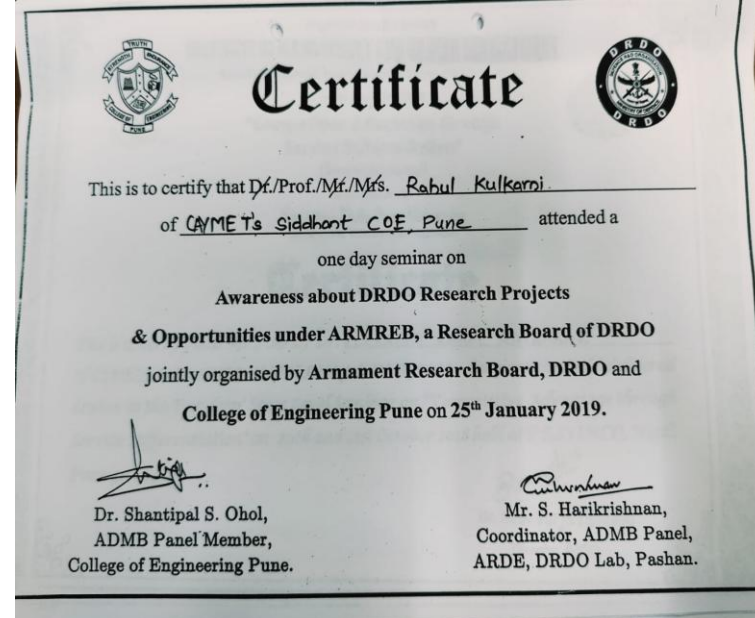 TRUTH
STRENGTH
ENDURANCE
COLLEGE OF ENGINEERING
PUNE
Certificate
DRDO
DRDO
This is to certify that Dr./Prof./Mr./Mrs. Rahul Kulkarni
of CAYMET's Siddhant COE, Pune attended a
one day seminar on
Awareness about DRDO Research Projects
& Opportunities under ARMREB, a Research Board of DRDO
jointly organised by Armament Research Board, DRDO and
College of Engineering Pune on 25th January 2019.
Dr. Shantipal S. Ohol,
ADMB Panel Member,
College of Engineering Pune.
Mr. S. Harikrishnan,
Coordinator, ADMB Panel,
ARDE, DRDO Lab, Pashan.